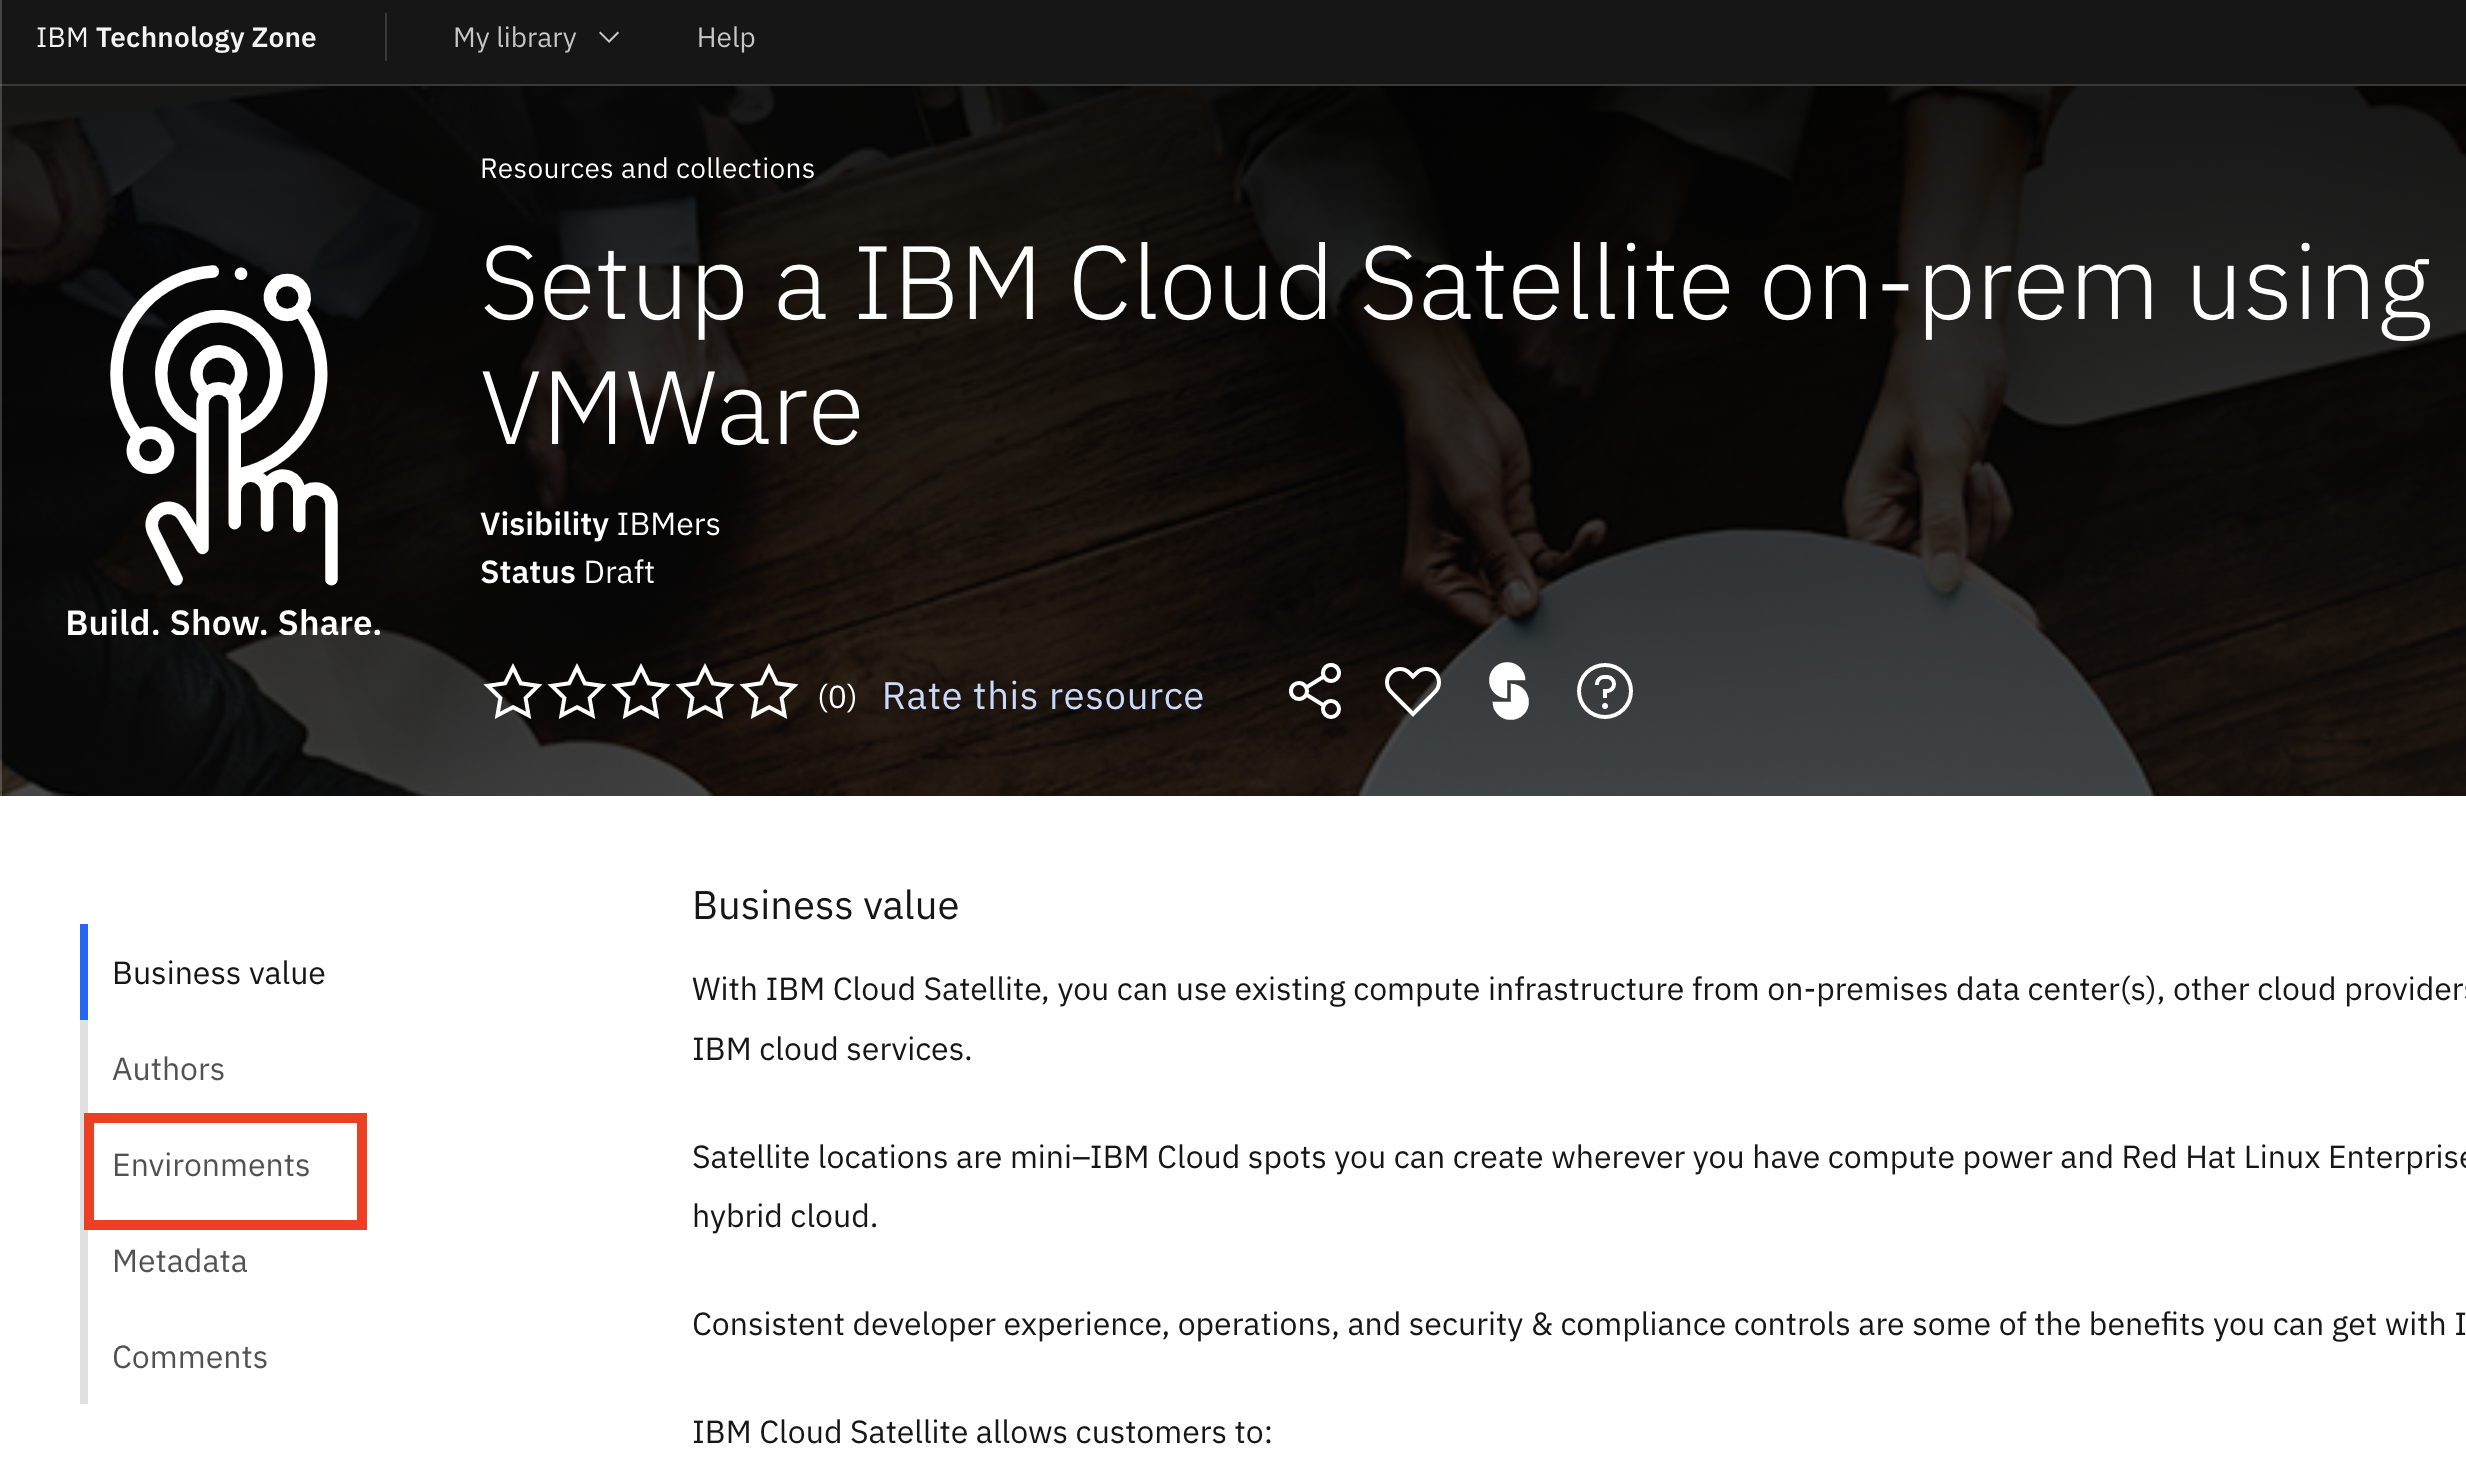 IBM Technology Zone
My library
Help
Resources and collections
Setup a IBM Cloud Satellite on-prem using
VMWare
Visibility IBMers
Status Draft
Build. Show. Share.
(0) Rate this resource
Business value
Authors
Environments
Metadata
Comments
Business value
With IBM Cloud Satellite, you can use existing compute infrastructure from on-premises data center(s), other cloud providers
IBM cloud services.
Satellite locations are mini–IBM Cloud spots you can create wherever you have compute power and Red Hat Linux Enterprise
hybrid cloud.
Consistent developer experience, operations, and security & compliance controls are some of the benefits you can get with I
IBM Cloud Satellite allows customers to: